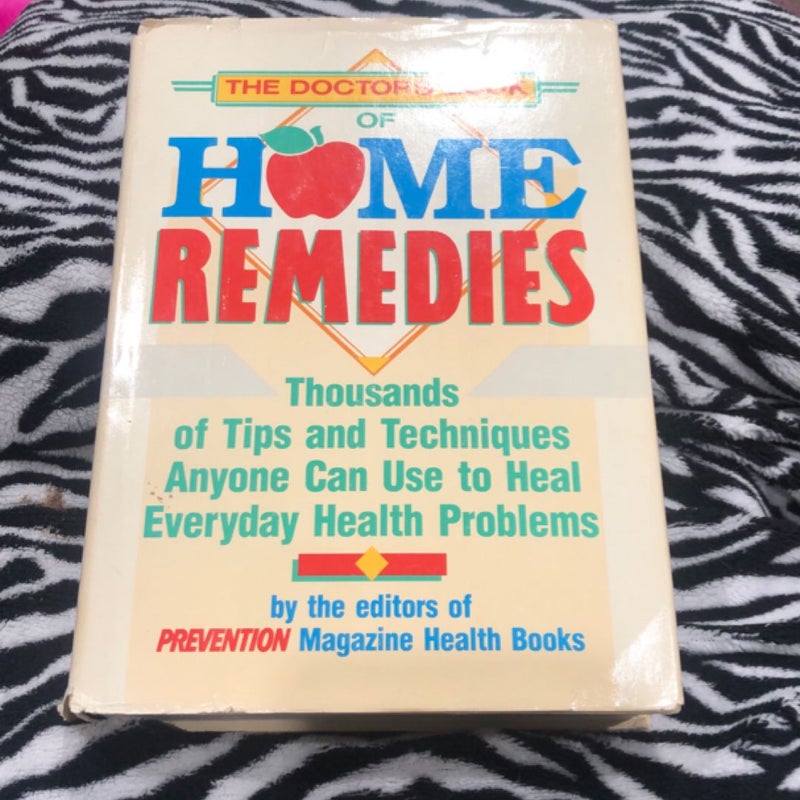 THE DOCTORS BOOK
OF
HOME
REMEDIES
Thousands
of Tips and Techniques
Anyone Can Use to Heal
Everyday Health Problems
by the editors of
PREVENTION Magazine Health Books